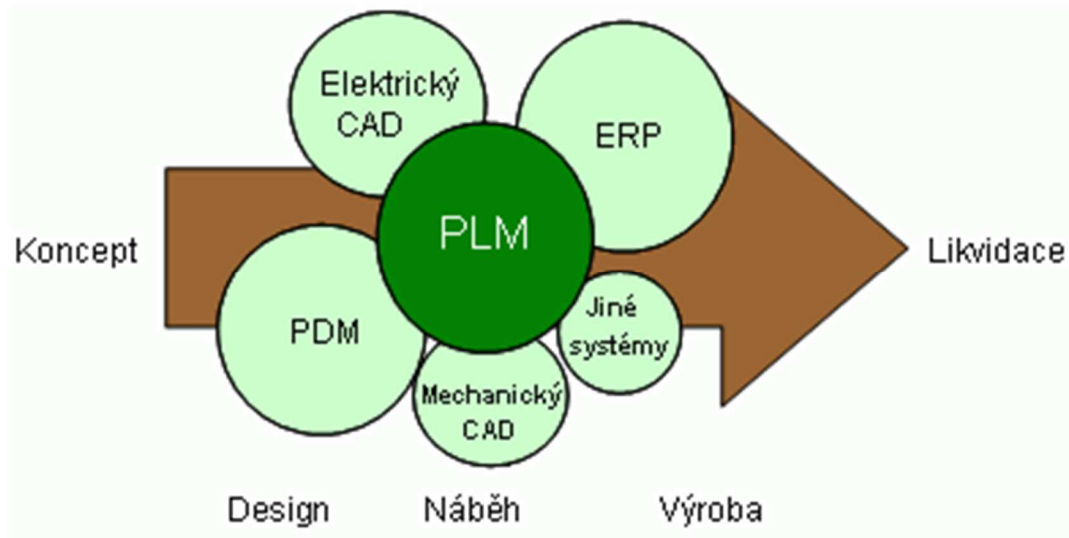 Elektrický
CAD
ERP
PLM
Koncept
Likvidace
PDM
Jiné
systémy
Mechanický
CAD
Design
Náběh
Výroba